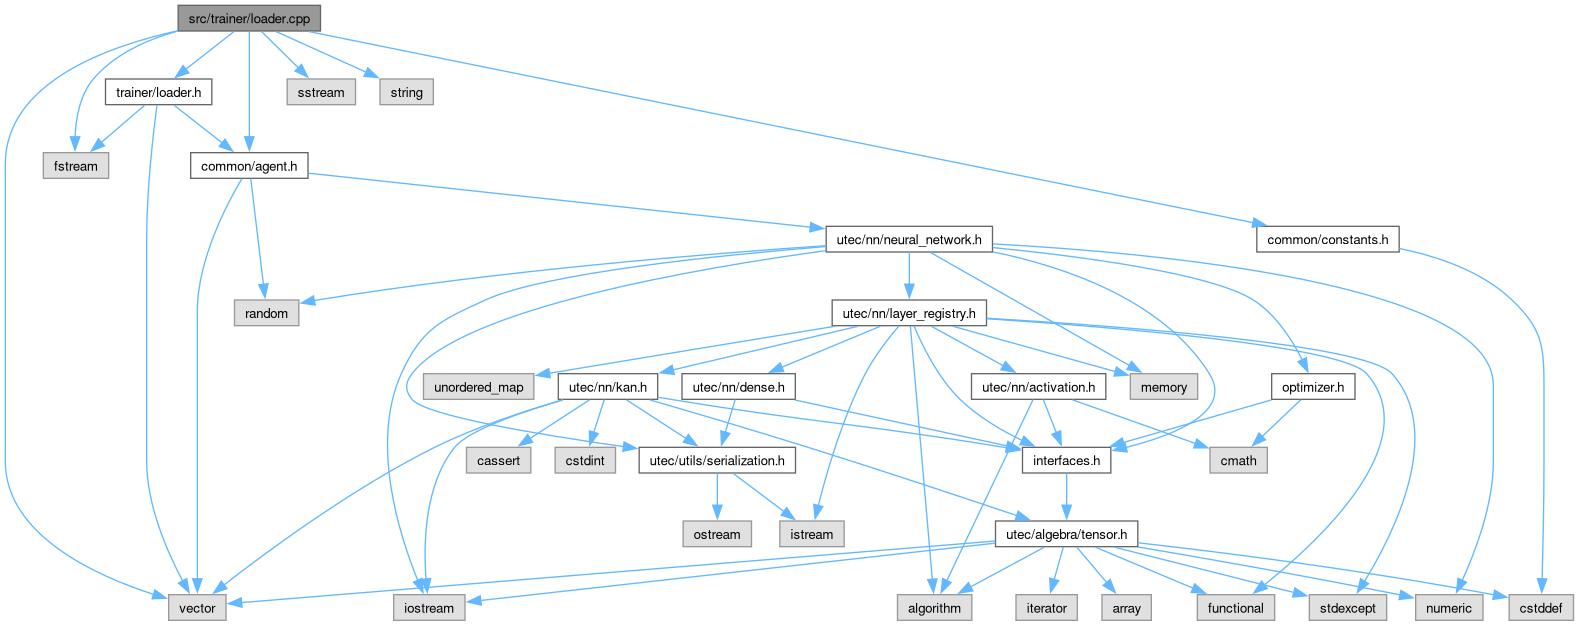 src/trainer/loader.cpp
trainer/loader.h
sstream
string
fstream
common/agent.h
utec/nn/neural_network.h
common/constants.h
random
utec/nn/layer_registry.h
unordered_map
utec/nn/kan.h
utec/nn/dense.h
utec/nn/activation.h
memory
optimizer.h
cassert
cstdint
utec/utils/serialization.h
interfaces.h
cmath
ostream
istream
utec/algebra/tensor.h
vector
iostream
algorithm
iterator
array
functional
stdexcept
numeric
cstddef